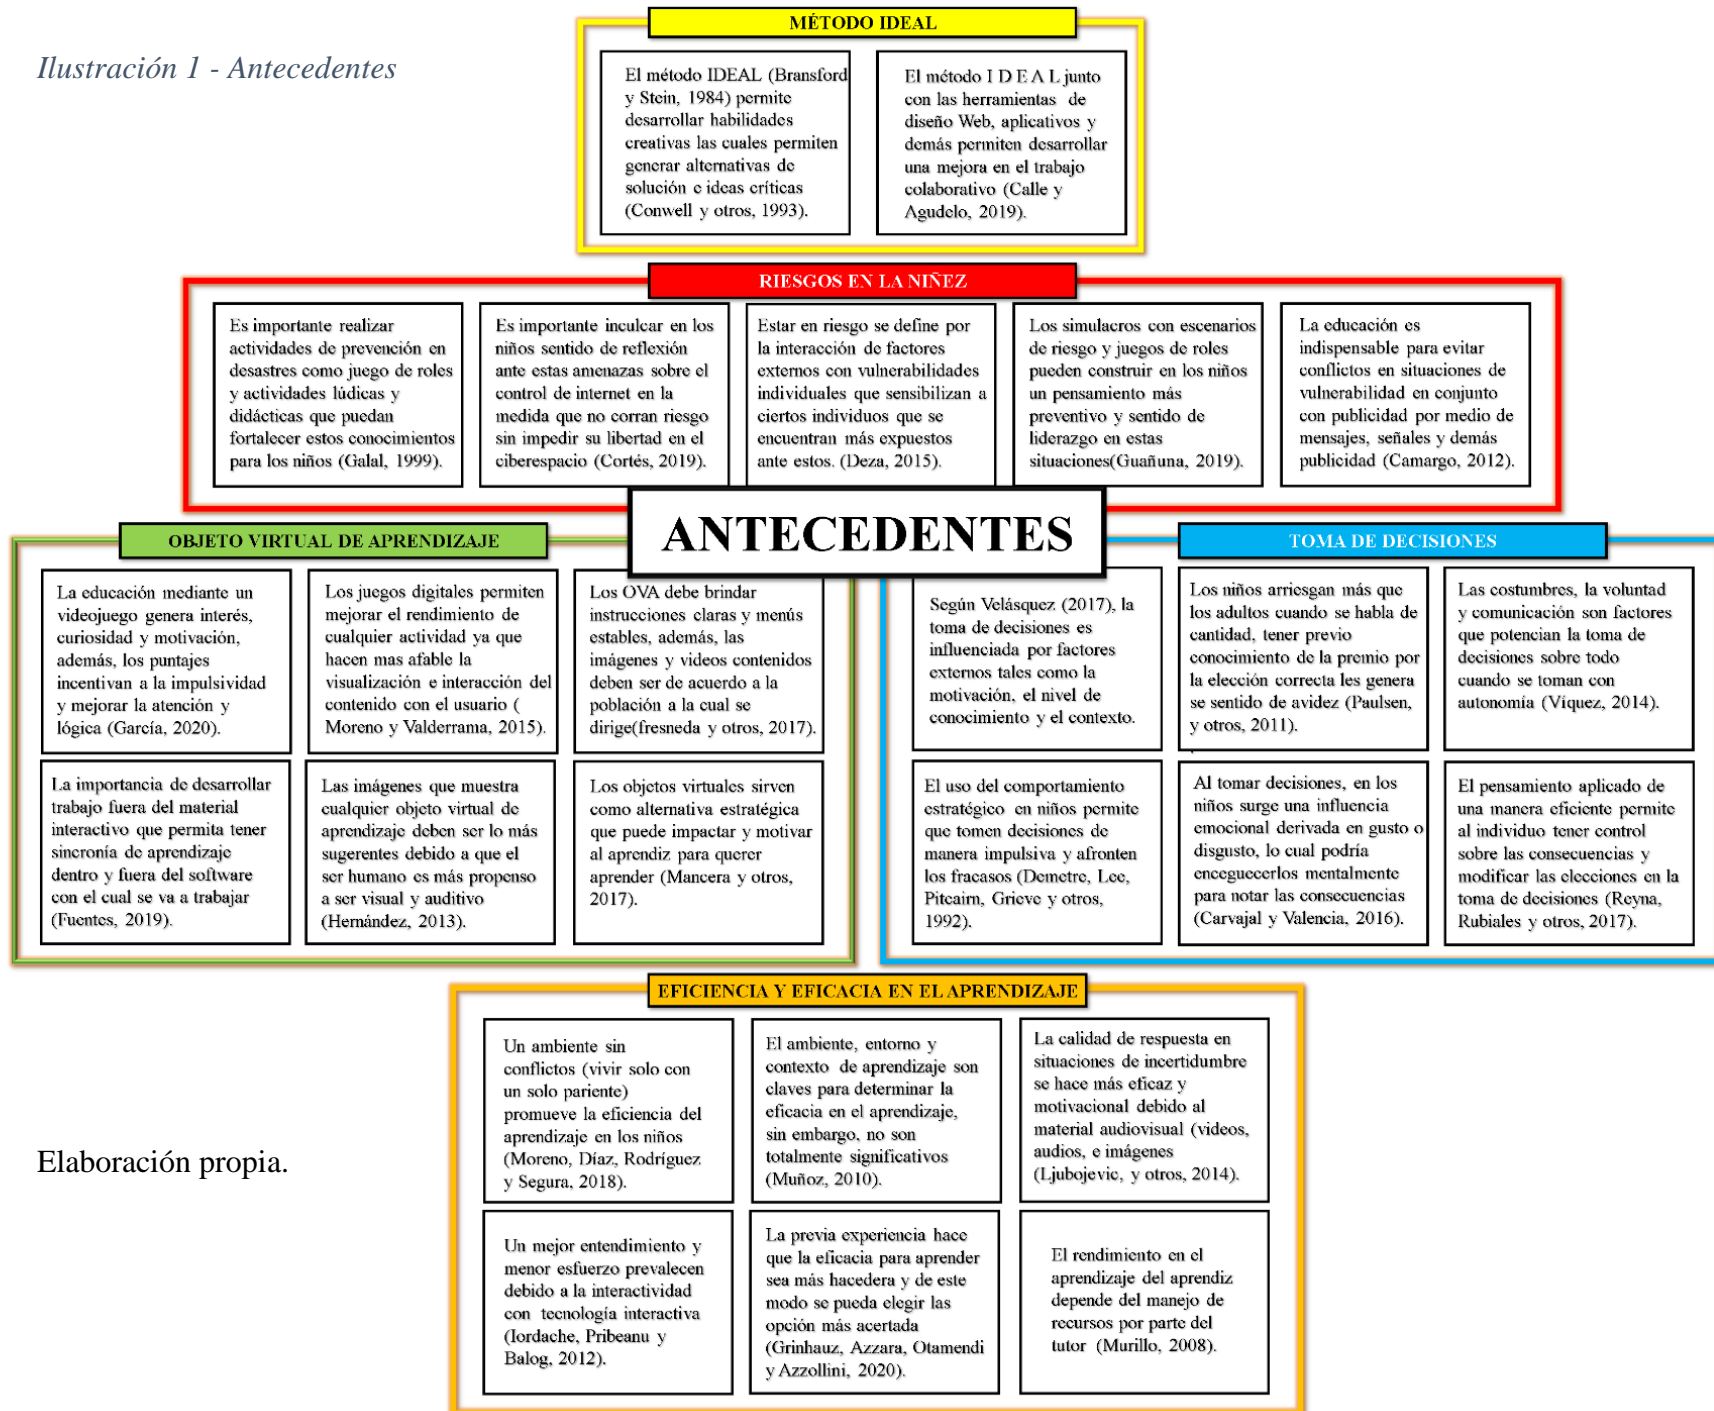 MÉTODO IDEAL
Ilustración 1 - Antecedentes
El método IDEAL (Bransford
y Stein, 1984) permite
desarrollar habilidades
creativas las cuales permiten
generar alternativas de
solución e ideas críticas
(Conwell y otros, 1993).
El método I D E A L junto
con las herramientas de
diseño Web, aplicativos y
demás permiten desarrollar
una mejora en el trabajo
colaborativo (Calle y
Agudelo, 2019).
RIESGOS EN LA NIÑEZ
Es importante realizar
actividades de prevención en
desastres como juego de roles
y actividades lúdicas y
didácticas que puedan
fortalecer estos conocimientos
para los niños (Galal, 1999).
Es importante inculcar en los
niños sentido de reflexión
ante estas amenazas sobre el
control de internet en la
medida que no corran riesgo
sin impedir su libertad en el
ciberespacio (Cortés, 2019).
Estar en riesgo se define por
la interacción de factores
externos con vulnerabilidades
individuales que sensibilizan a
ciertos individuos que se
encuentran más expuestos
ante estos. (Deza, 2015).
Los simulacros con escenarios
de riesgo y juegos de roles
pueden construir en los niños
un pensamiento más
preventivo y sentido de
liderazgo en estas
situaciones(Guañuna, 2019).
La educación es
indispensable para evitar
conflictos en situaciones de
vulnerabilidad en conjunto
con publicidad por medio de
mensajes, señales y demás
publicidad (Camargo, 2012).
ANTECEDENTES
OBJETO VIRTUAL DE APRENDIZAJE
La educación mediante un
videojuego genera interés,
curiosidad y motivación,
además, los puntajes
incentivan a la impulsividad
y mejorar la atención y
lógica (García, 2020).
Los juegos digitales permiten
mejorar el rendimiento de
cualquier actividad ya que
hacen mas afable la
visualización e interacción del
contenido con el usuario (
Moreno y Valderrama, 2015).
Los OVA debe brindar
instrucciones claras y menús
estables, además, las
imágenes y videos contenidos
deben ser de acuerdo a la
población a la cual se
dirige(fresneda y otros, 2017).
La importancia de desarrollar
trabajo fuera del material
interactivo que permita tener
sincronía de aprendizaje
dentro y fuera del software
con el cual se va a trabajar
(Fuentes, 2019).
Las imágenes que muestra
cualquier objeto virtual de
aprendizaje deben ser lo más
sugerentes debido a que el
ser humano es más propenso
a ser visual y auditivo
(Hernández, 2013).
Los objetos virtuales sirven
como alternativa estratégica
que puede impactar y motivar
al aprendiz para querer
aprender (Mancera y otros,
2017).
TOMA DE DECISIONES
Según Velásquez (2017), la
toma de decisiones es
influenciada por factores
externos tales como la
motivación, el nivel de
conocimiento y el contexto.
Los niños arriesgan más que
los adultos cuando se habla de
cantidad, tener previo
conocimiento de la premio por
la elección correcta les genera
se sentido de avidez (Paulsen,
y otros, 2011).
Las costumbres, la voluntad
y comunicación son factores
que potencian la toma de
decisiones sobre todo
cuando se toman con
autonomía (Víquez, 2014).
El uso del comportamiento
estratégico en niños permite
que tomen decisiones de
manera impulsiva y afronten
los fracasos (Demetre, Lee,
Pitcairn, Grieve y otros,
1992).
Al tomar decisiones, en los
niños surge una influencia
emocional derivada en gusto o
disgusto, lo cual podría
enceguecerlos mentalmente
para notar las consecuencias
(Carvajal y Valencia, 2016).
El pensamiento aplicado de
una manera eficiente permite
al individuo tener control
sobre las consecuencias y
modificar las elecciones en la
toma de decisiones (Reyna,
Rubiales y otros, 2017).
EFICIENCIA Y EFICACIA EN EL APRENDIZAJE
Un ambiente sin
conflictos (vivir solo con
un solo pariente)
promueve la eficiencia del
aprendizaje en los niños
(Moreno, Díaz, Rodríguez
y Segura, 2018).
El ambiente, entorno y
contexto de aprendizaje son
claves para determinar la
eficacia en el aprendizaje,
sin embargo, no son
totalmente significativos
(Muñoz, 2010).
La calidad de respuesta en
situaciones de incertidumbre
se hace más eficaz y
motivacional debido al
material audiovisual (videos,
audios, e imágenes
(Ljubojevic, y otros, 2014).
Un mejor entendimiento y
menor esfuerzo prevalecen
debido a la interactividad
con tecnología interactiva
(Iordache, Pribeanu y
Balog, 2012).
La previa experiencia hace
que la eficacia para aprender
sea más hacedera y de este
modo se pueda elegir las
opción más acertada
(Grinhauz, Azzara, Otamendi
y Azzollini, 2020).
El rendimiento en el
aprendizaje del aprendiz
depende del manejo de
recursos por parte del
tutor (Murillo, 2008).
Elaboración propia.